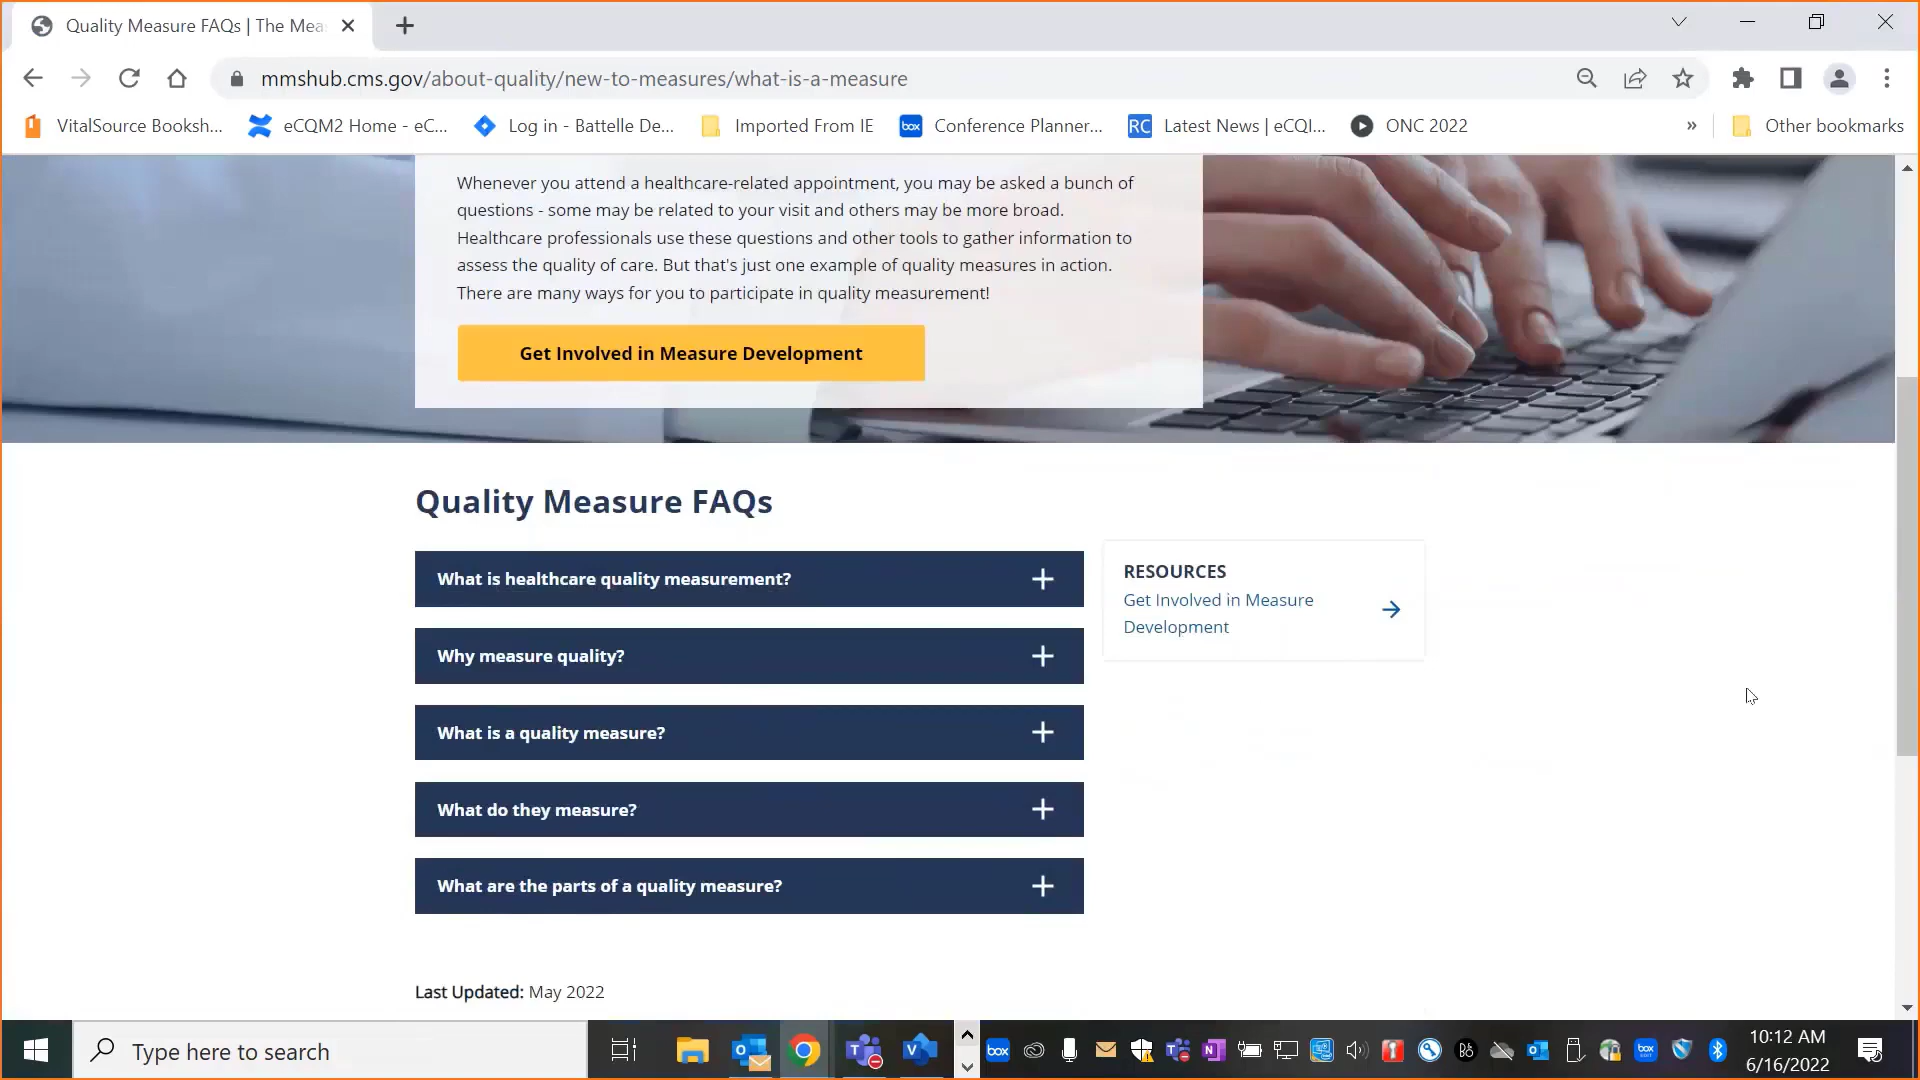 Quality Measure FAQs | The Mea
mmshub.cms.gov/about-quality/new-to-measures/what-is-a-measure
VitalSource Booksh...
eCQM2 Home - eC...
Log in - Battelle De...
Imported From IE
box
Conference Planner...
RC
Latest News | eCQI...
ONC 2022
»
Other bookmarks
Whenever you attend a healthcare-related appointment, you may be asked a bunch of
questions - some may be related to your visit and others may be more broad.
Healthcare professionals use these questions and other tools to gather information to
assess the quality of care. But that's just one example of quality measures in action.
There are many ways for you to participate in quality measurement!
Get Involved in Measure Development
Quality Measure FAQs
What is healthcare quality measurement?
Why measure quality?
What is a quality measure?
What do they measure?
What are the parts of a quality measure?
RESOURCES
Get Involved in Measure
Development
Last Updated: May 2022
Type here to search
box
10:12 AM
6/16/2022